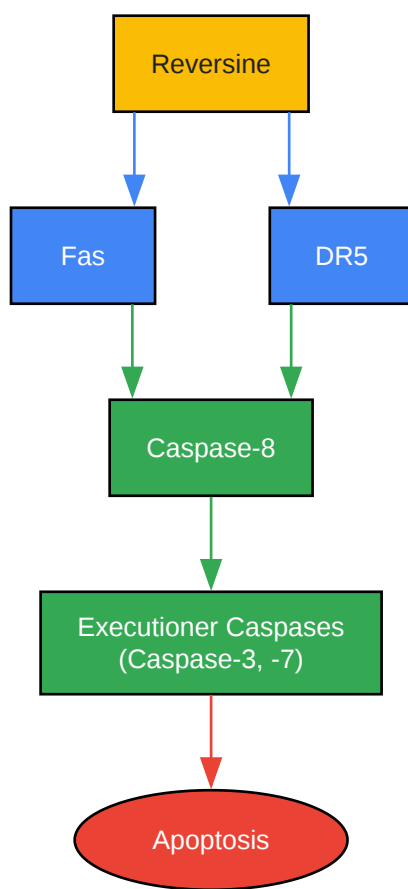 Reversine
Fas
DR5
Caspase-8
Executioner Caspases
(Caspase-3, -7)
Apoptosis